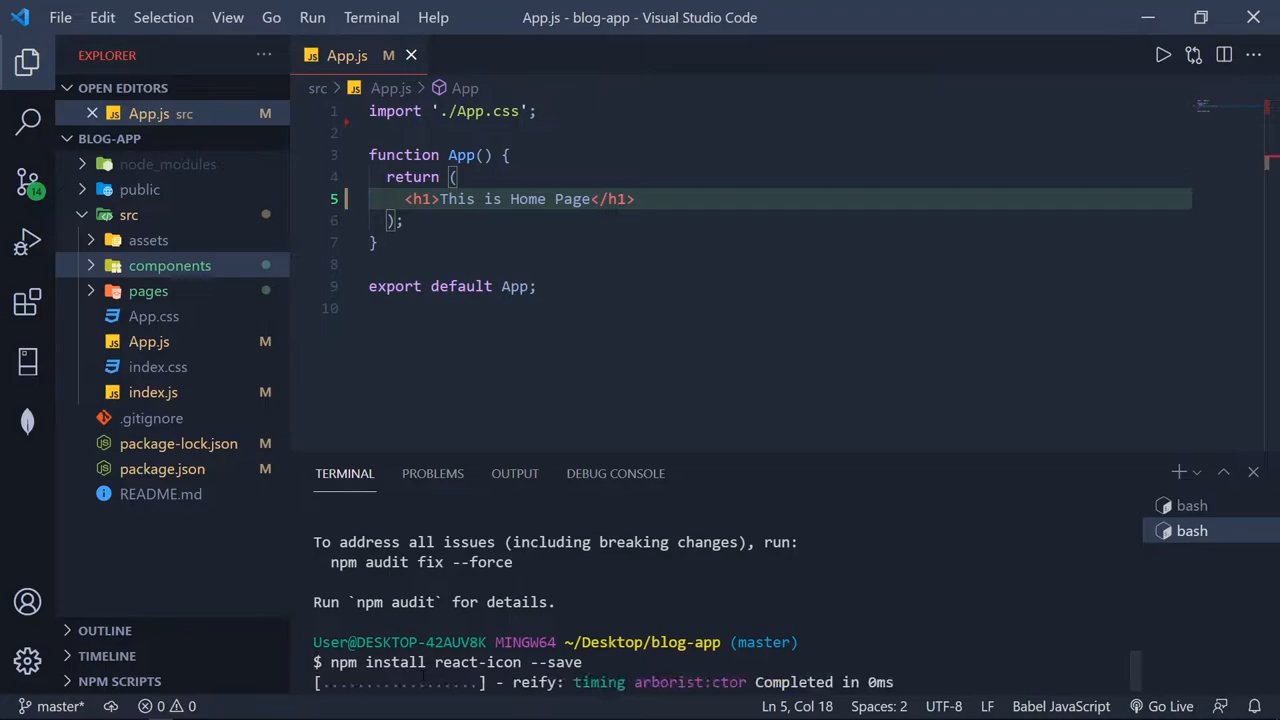 File Edit Selection View Go Run Terminal Help App.js - blog-app - Visual Studio Code
EXPLORER
OPEN EDITORS
JS App.js src M
BLOG-APP
node_modules
public
src
assets
components
pages
App.css
JS App.js M
index.css
JS index.js M
.gitignore
package-lock.json M
package.json M
README.md
OUTLINE
TIMELINE
NPM SCRIPTS
14
JS App.js M
src > JS App.js > App
1 import './App.css';
2
3 function App() {
4 return (
5 <h1>This is Home Page</h1>
6 );
7 }
8
9 export default App;
10
TERMINAL PROBLEMS OUTPUT DEBUG CONSOLE
bash
bash
To address all issues (including breaking changes), run:
npm audit fix --force
Run `npm audit` for details.
User@DESKTOP-42AUV8K MINGW64 ~/Desktop/blog-app (master)
$ npm install react-icon --save
[..................] - reify: timing arborist:ctor Completed in 0ms
master* 0 0 Ln 5, Col 18 Spaces: 2 UTF-8 LF Babel JavaScript Go Live